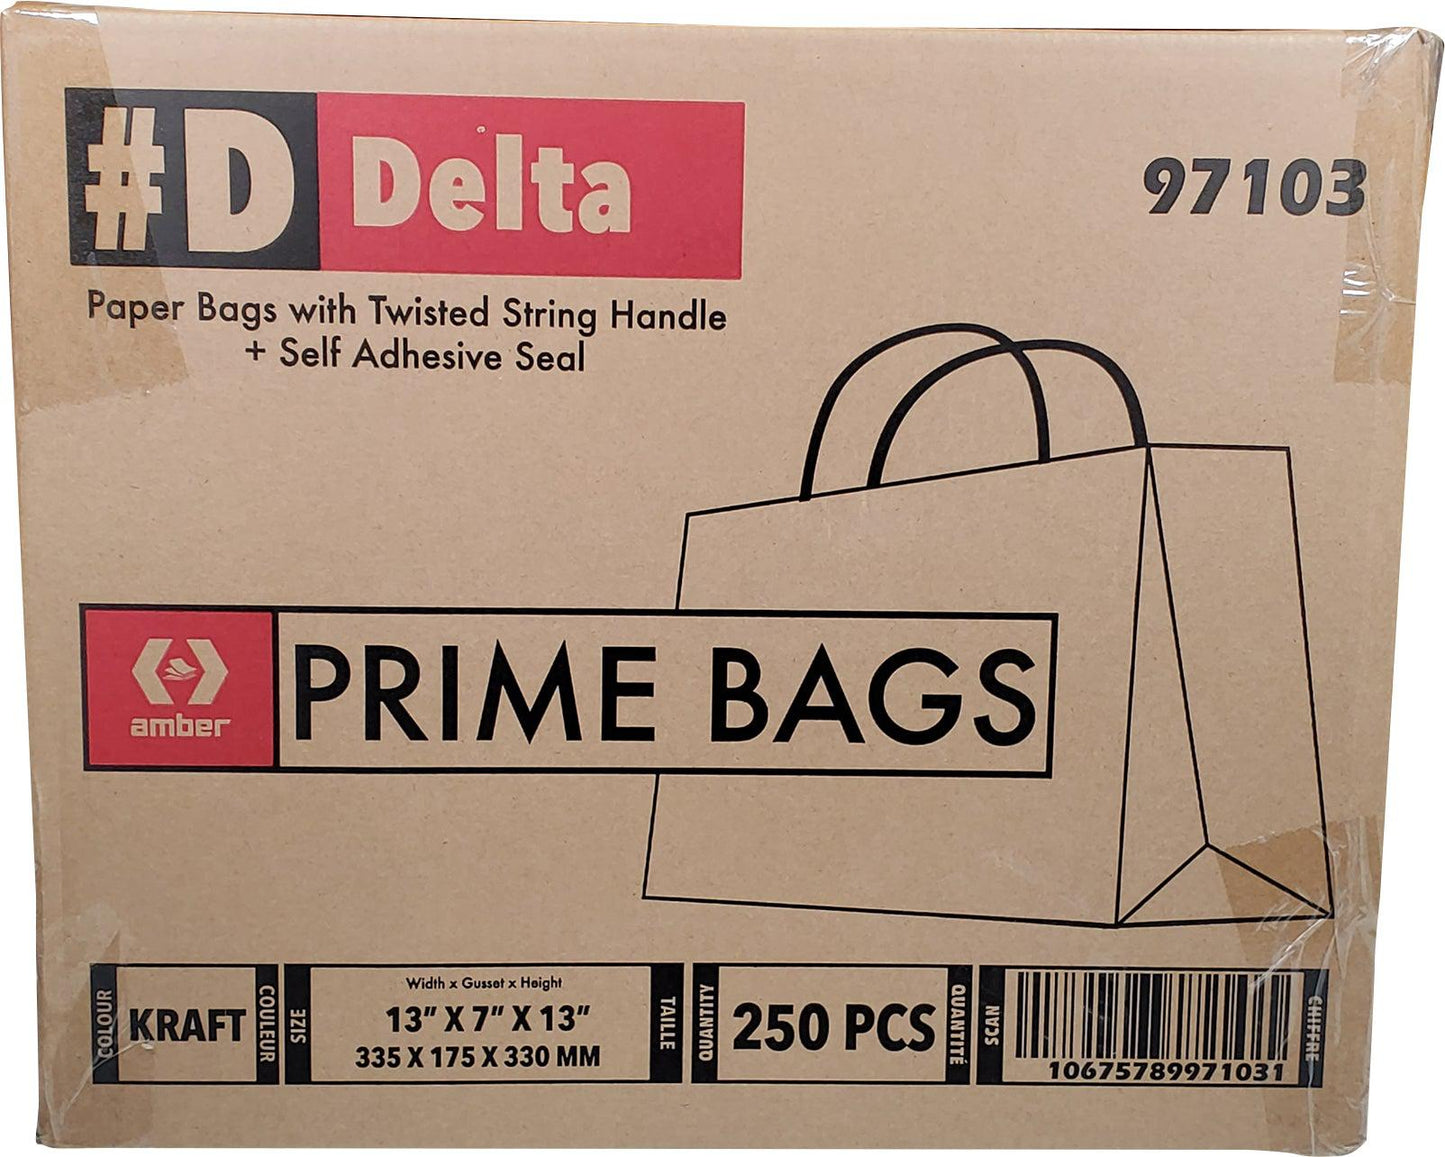 #D Delta
97103
Paper Bags with Twisted String Handle
+ Self Adhesive Seal
amber
PRIME BAGS
COLOUR
KRAFT
COULEUR
SIZE
Width x Gusset x Height
13” X 7” X 13”
335 X 175 X 330 MM
TAILLE
QUANTITY
250 PCS
QUANTITÉ
SCAN
10675789971031
CHIFFRE